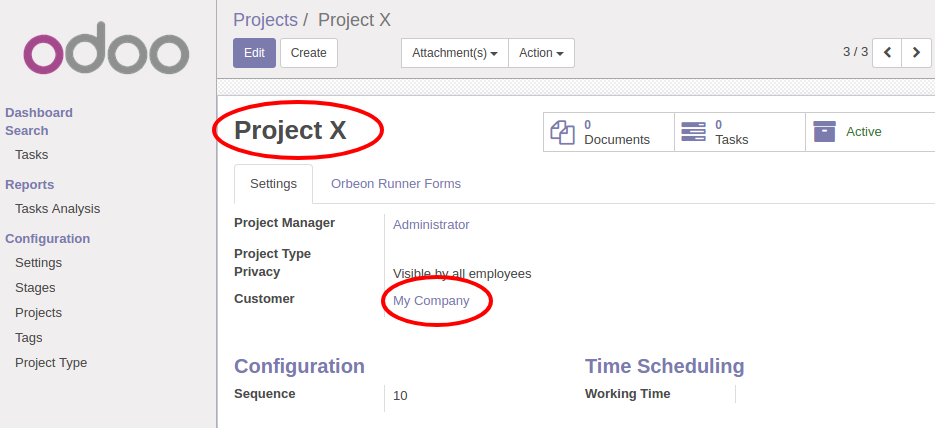 odoo
Dashboard
Search
Tasks
Reports
Tasks Analysis
Configuration
Settings
Stages
Projects
Tags
Project Type
Projects / Project X
Edit Create Attachment(s) Action 3 / 3
Project X
0
Documents
0
Tasks
Active
Settings Orbeon Runner Forms
Project Manager Administrator
Project Type
Privacy Visible by all employees
Customer My Company
Configuration Time Scheduling
Sequence 10 Working Time